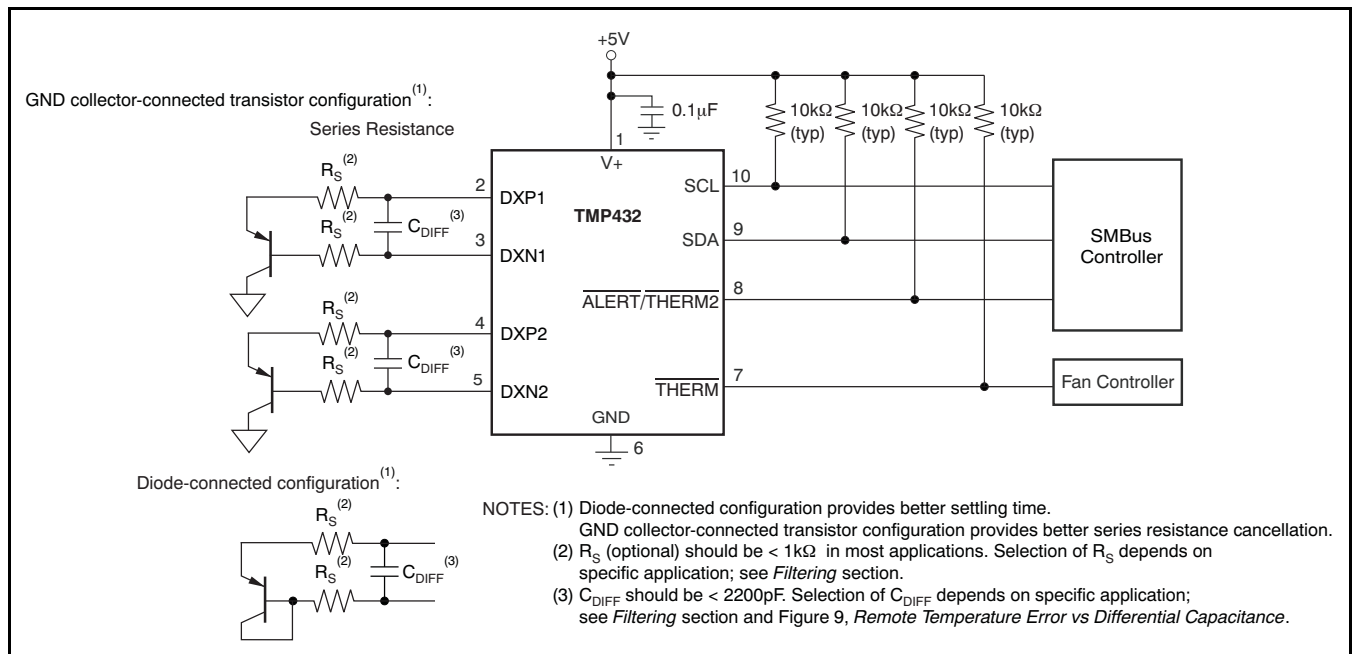 +5V
GND collector-connected transistor configuration(1):
Series Resistance
0.1μF
10kΩ (typ)
10kΩ (typ)
10kΩ (typ)
10kΩ (typ)
1
V+
TMP432
RS(2)
2
DXP1
CDIFF(3)
RS(2)
3
DXN1
RS(2)
4
DXP2
CDIFF(3)
RS(2)
5
DXN2
SCL
10
SDA
9
ALERT/THERM2
8
THERM
7
GND
6
SMBus
Controller
Fan Controller
Diode-connected configuration(1):
RS(2)
RS(2)
CDIFF(3)
NOTES: (1) Diode-connected configuration provides better settling time.
GND collector-connected transistor configuration provides better series resistance cancellation.
(2) RS (optional) should be < 1kΩ in most applications. Selection of RS depends on
specific application; see Filtering section.
(3) CDIFF should be < 2200pF. Selection of CDIFF depends on specific application;
see Filtering section and Figure 9, Remote Temperature Error vs Differential Capacitance.